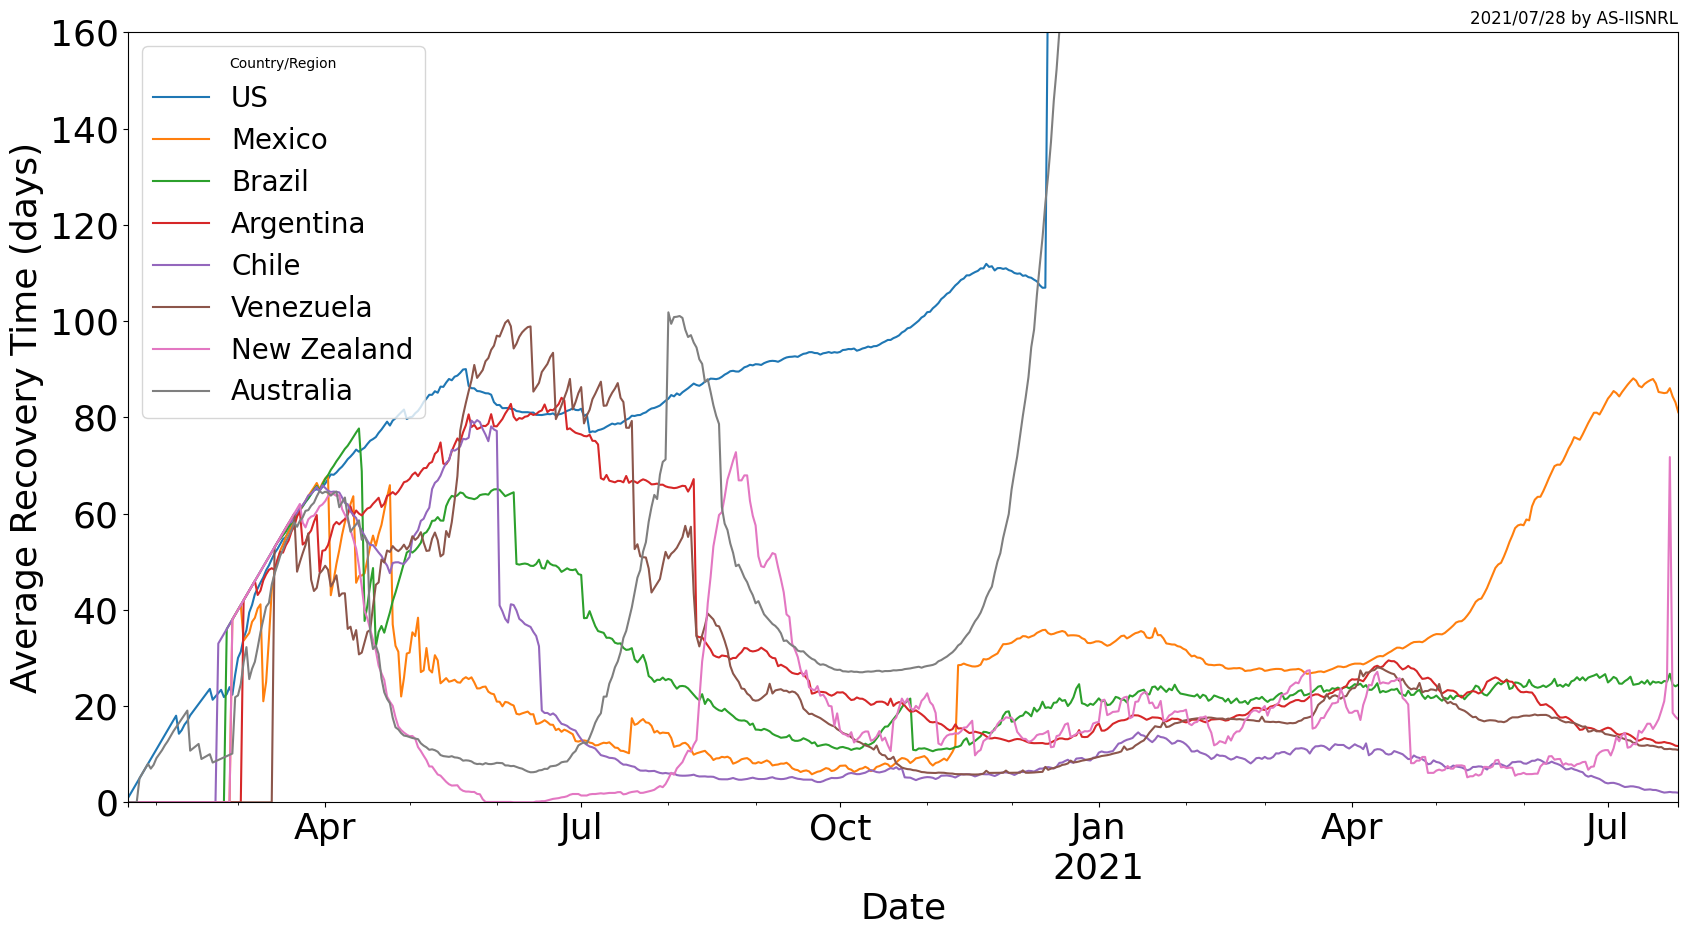 2021/07/28 by AS-IISNRL
160
140
120
100
80
60
40
20
0
Average Recovery Time (days)
Country/Region
US
Mexico
Brazil
Argentina
Chile
Venezuela
New Zealand
Australia
Apr
Jul
Oct
Jan
2021
Apr
Jul
Date